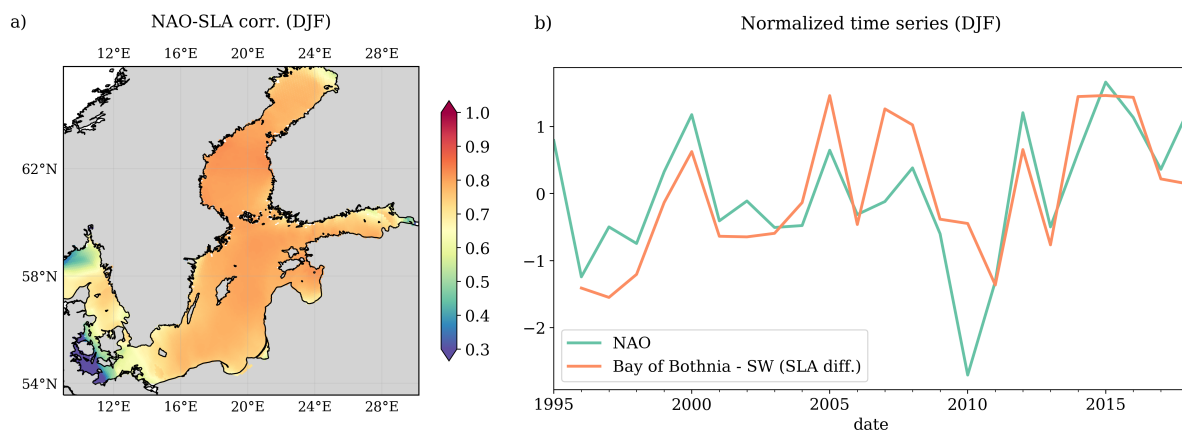 a)
NAO-SLA corr. (DJF)
12°E 16°E 20°E 24°E 28°E
62°N
58°N
54°N
12°E 16°E 20°E 24°E 28°E
1.0
0.9
0.8
0.7
0.6
0.5
0.4
0.3
b)
Normalized time series (DJF)
1
0
−1
−2
NAO
Bay of Bothnia - SW (SLA diff.)
1995 2000 2005 2010 2015
date